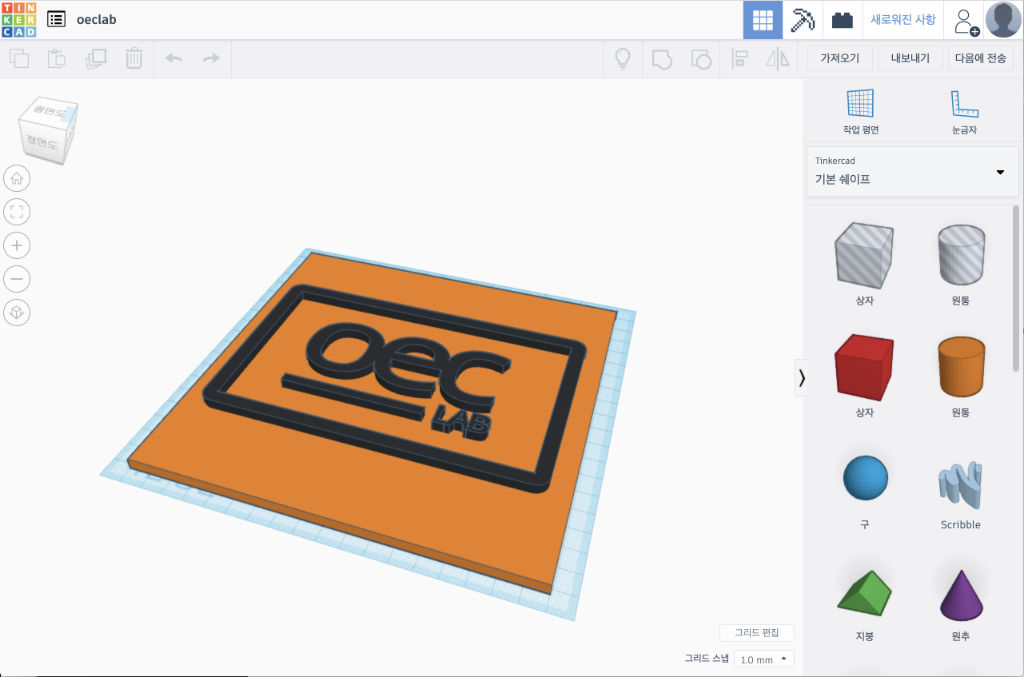 TIN
KER
CAD
oeclab
새로워진 사항
가져오기
내보내기
다음에 전송
정면도
정면도
작업 평면
눈금자
Tinkercad
기본 쉐이프
상자
원통
상자
원통
구
Scribble
지붕
원추
oec
LAB
그리드 편집
그리드 스냅
1.0 mm